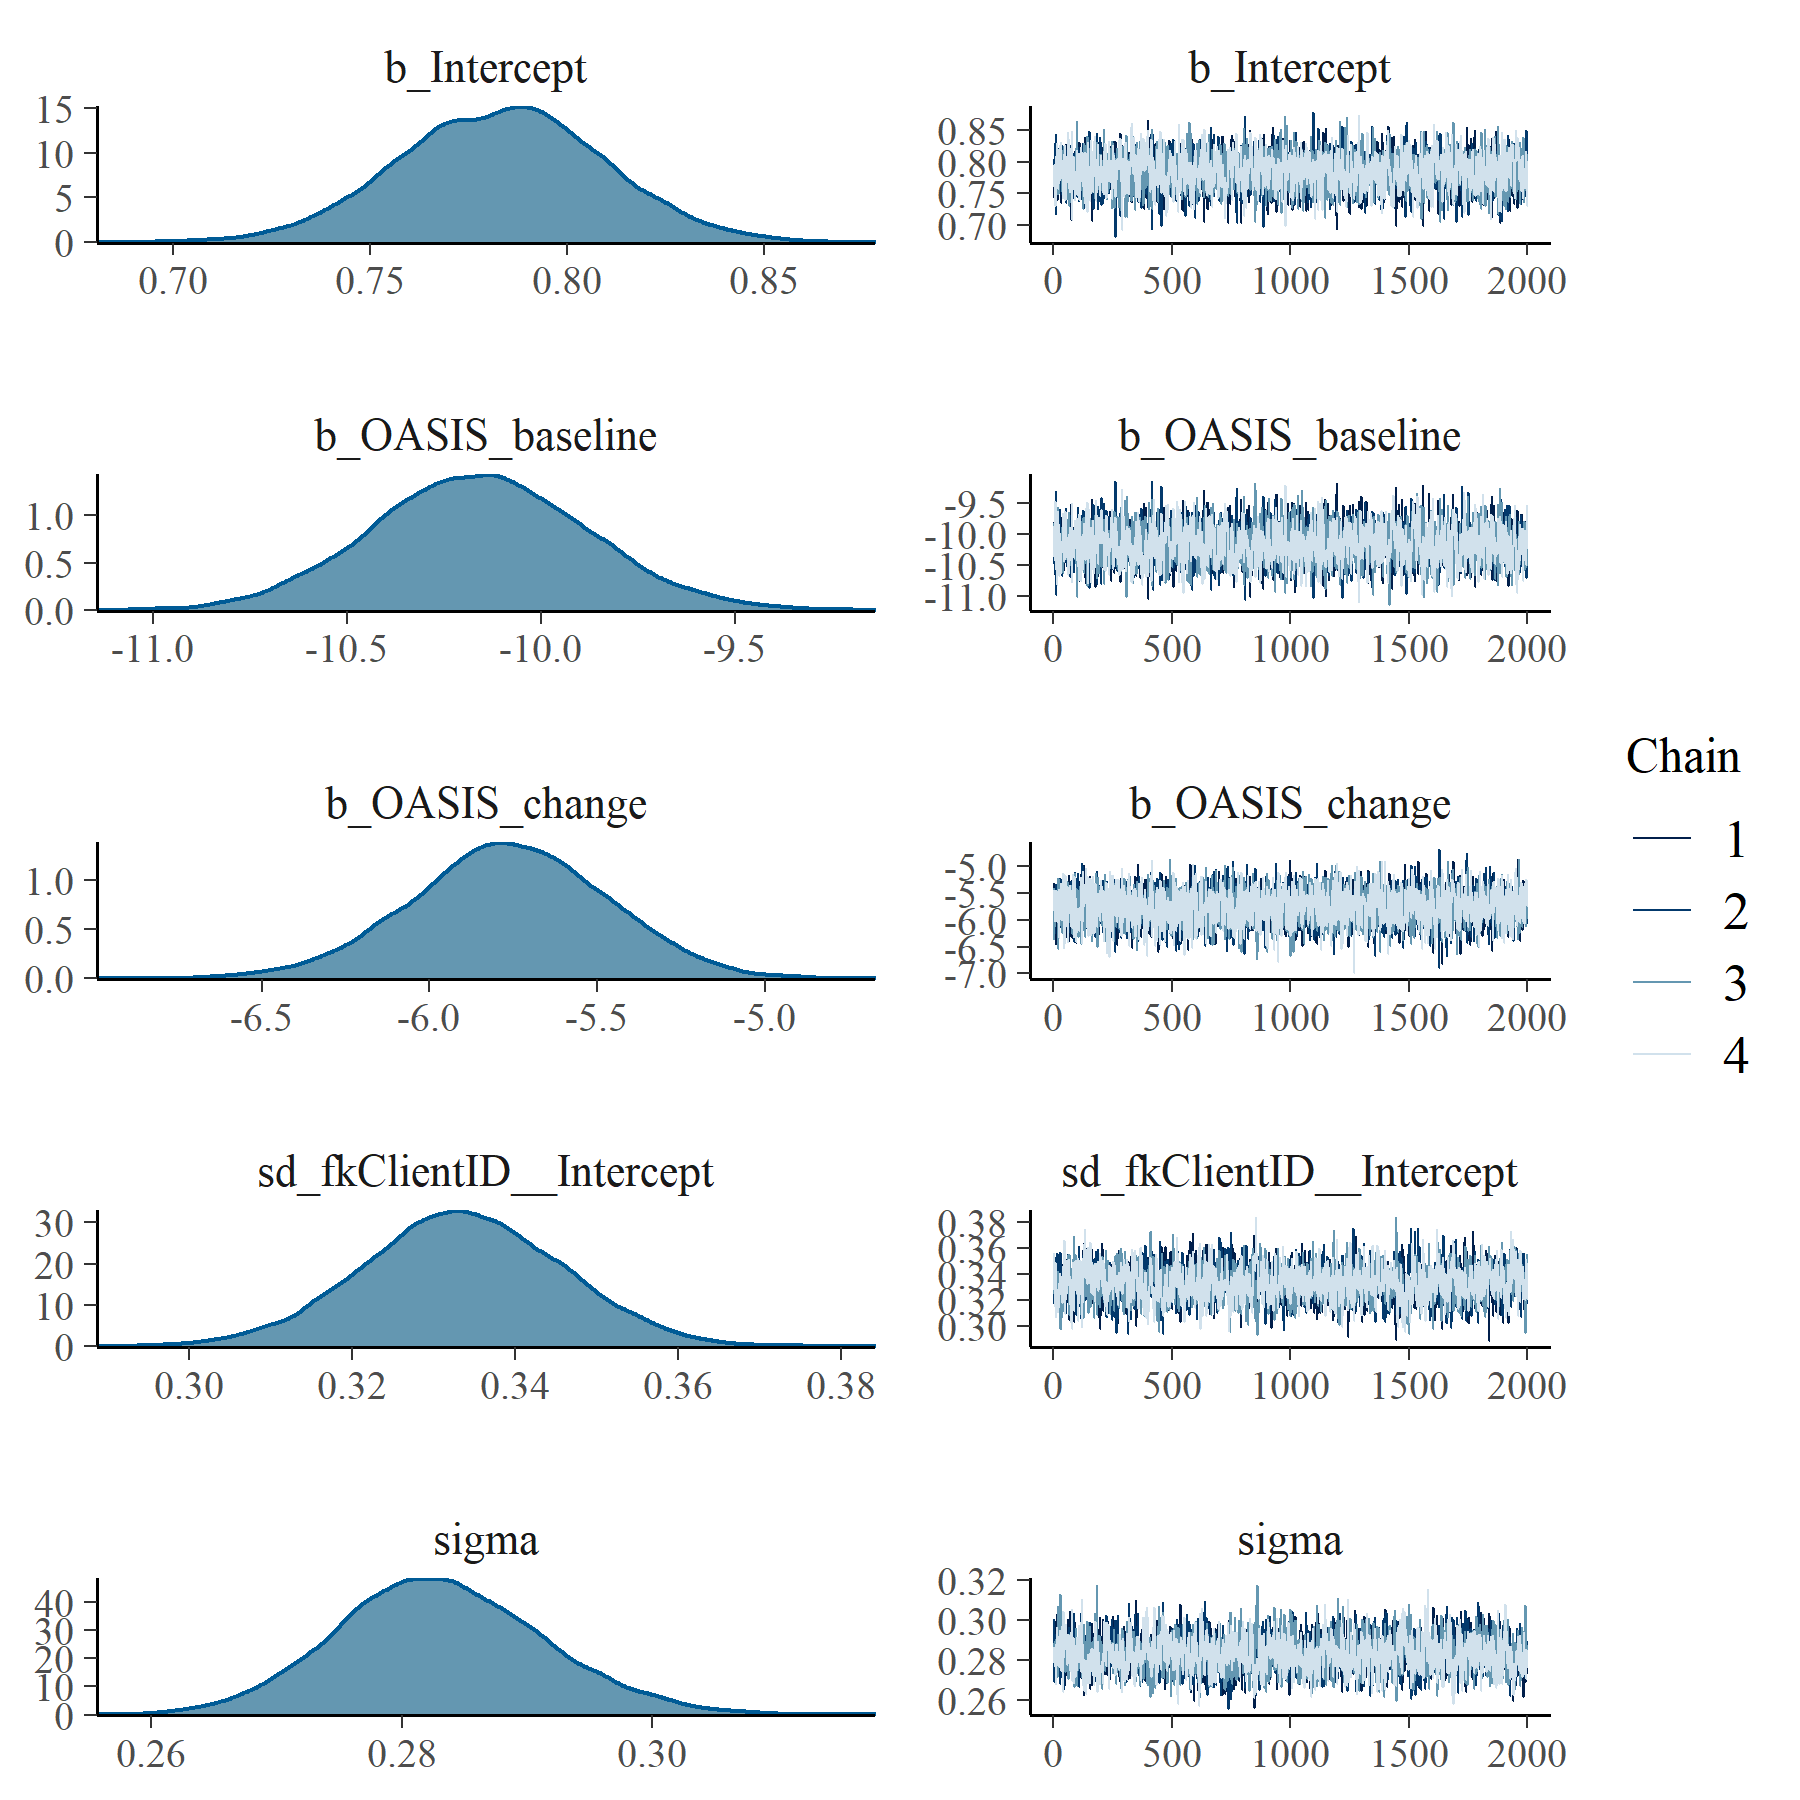 b_Intercept
15
10
5
0
0.70 0.75 0.80 0.85
b_Intercept
0.85
0.80
0.75
0.70
0 500 1000 1500 2000
b_OASIS_baseline
1.0
0.5
0.0
-11.0 -10.5 -10.0 -9.5
b_OASIS_baseline
-9.5
-10.0
-10.5
-11.0
0 500 1000 1500 2000
b_OASIS_change
1.0
0.5
0.0
-6.5 -6.0 -5.5 -5.0
b_OASIS_change
-5.0
-5.5
-6.0
-6.5
-7.0
0 500 1000 1500 2000
sd_fkClientID__Intercept
30
20
10
0
0.30 0.32 0.34 0.36 0.38
sd_fkClientID__Intercept
0.38
0.36
0.34
0.32
0.30
0 500 1000 1500 2000
sigma
40
30
20
10
0
0.26 0.28 0.30
sigma
0.32
0.30
0.28
0.26
0 500 1000 1500 2000
Chain
1
2
3
4